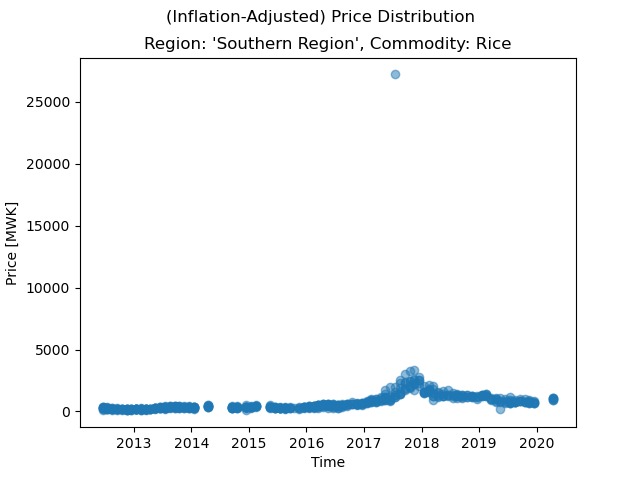 (Inflation-Adjusted) Price Distribution
Region: 'Southern Region', Commodity: Rice
25000
20000
15000
10000
5000
0
Price [MWK]
2013 2014 2015 2016 2017 2018 2019 2020
Time